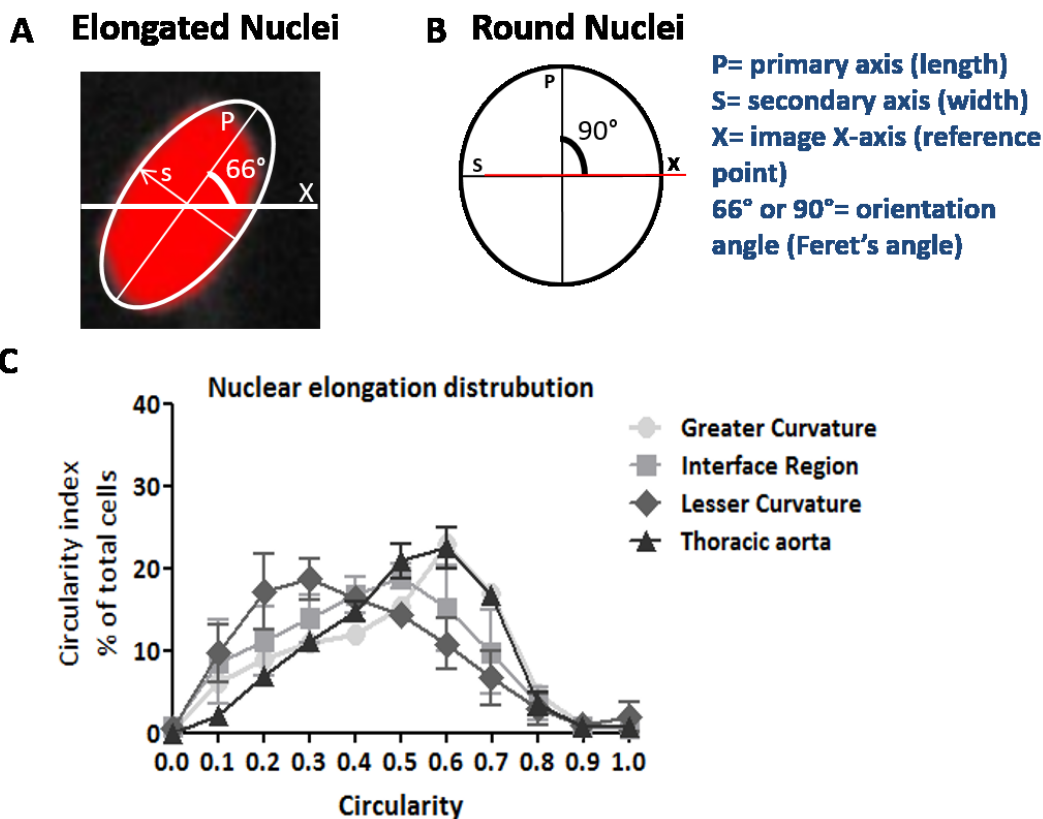 A Elongated Nuclei
B Round Nuclei
P
S
66°
X
P
90°
S
X
P= primary axis (length)
S= secondary axis (width)
X= image X-axis (reference
point)
66° or 90°= orientation
angle (Feret's angle)
C
Nuclear elongation distrubution
Circularity index
% of total cells
40
30
20
10
0
0.0 0.1 0.2 0.3 0.4 0.5 0.6 0.7 0.8 0.9 1.0
Circularity
Greater Curvature
Interface Region
Lesser Curvature
Thoracic aorta